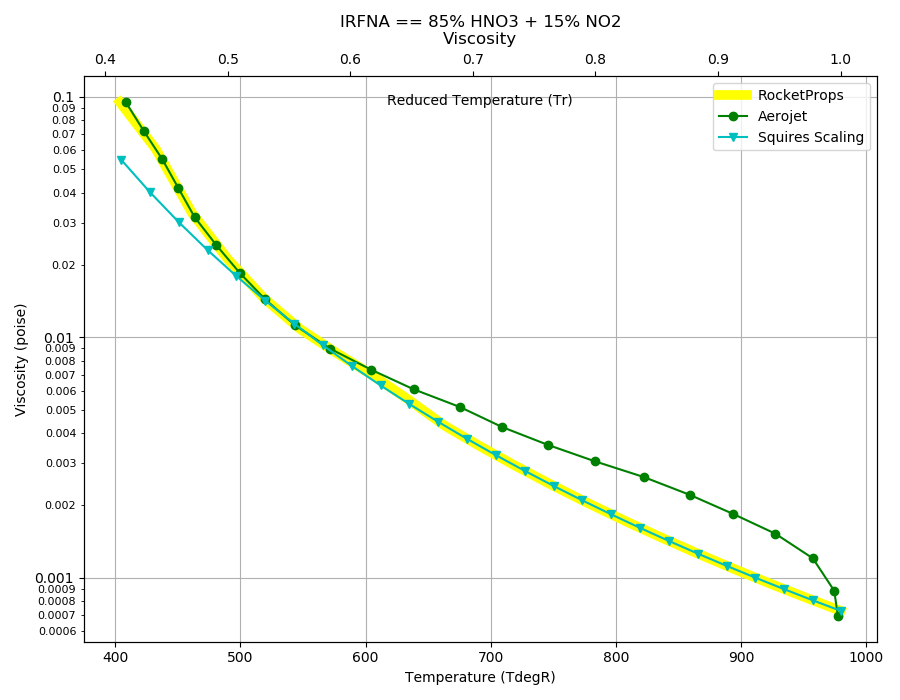 IRFNA == 85% HNO3 + 15% NO2
Viscosity
0.4 0.5 0.6 0.7 0.8 0.9 1.0
Reduced Temperature (Tr)
RocketProps
Aerojet
Squires Scaling
Viscosity (poise)
0.1
0.09
0.08
0.07
0.06
0.05
0.04
0.03
0.02
0.01
0.009
0.008
0.007
0.006
0.005
0.004
0.003
0.002
0.001
0.0009
0.0008
0.0007
0.0006
400 500 600 700 800 900 1000
Temperature (TdegR)